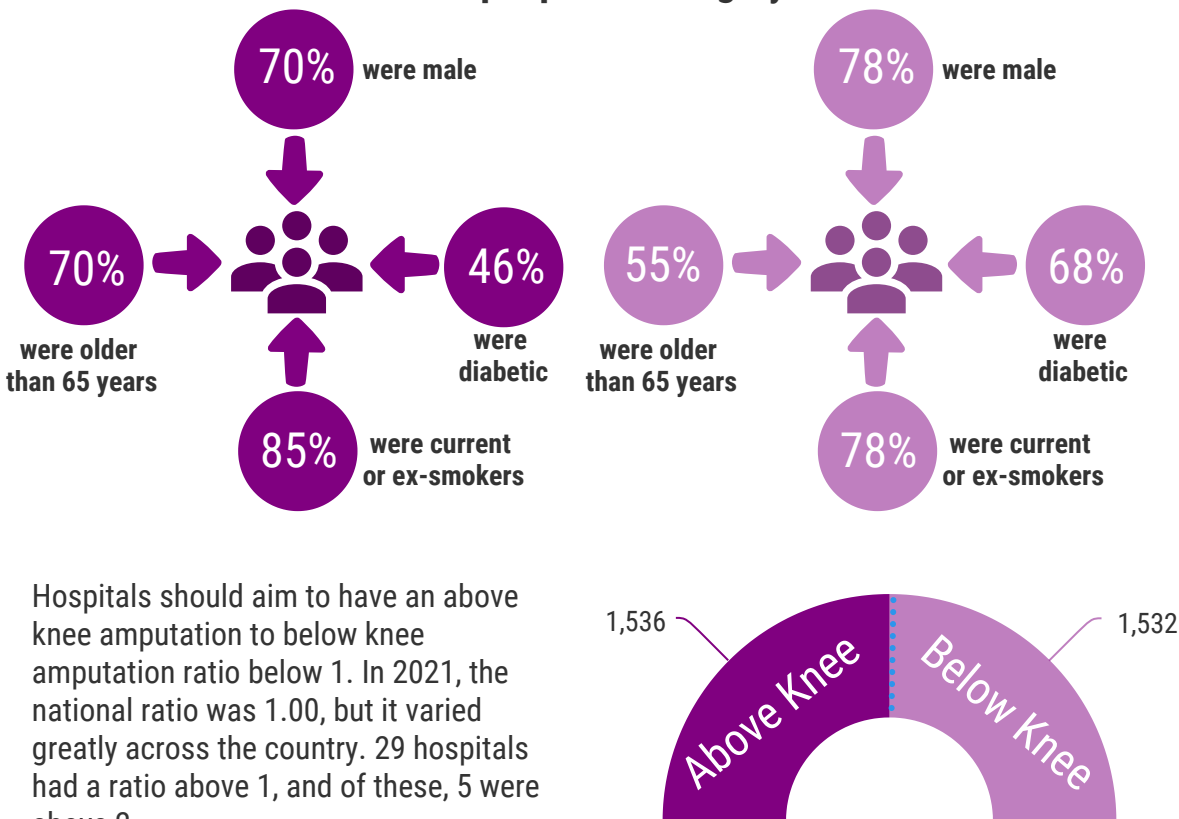 70% were male
78% were male
70%
46%
55%
68%
were older
than 65 years
were
diabetic
were older
than 65 years
were
diabetic
85%
were current
or ex-smokers
78%
were current
or ex-smokers
Hospitals should aim to have an above
knee amputation to below knee
amputation ratio below 1. In 2021, the
national ratio was 1.00, but it varied
greatly across the country. 29 hospitals
had a ratio above 1, and of these, 5 were
1,536
1,532
Above Knee
Below Knee